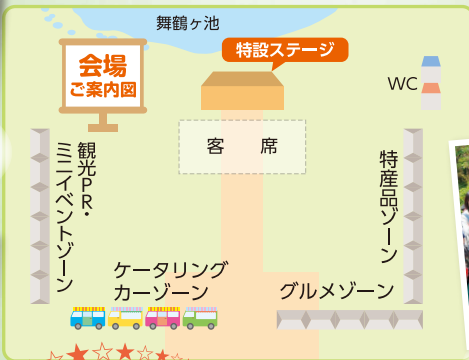 舞鶴ヶ池
特設ステージ
会場
ご案内図
WC
客 席
観光PR・
ミニイベントゾーン
特産品ゾーン
ケータリング
カーゾーン
グルメゾーン